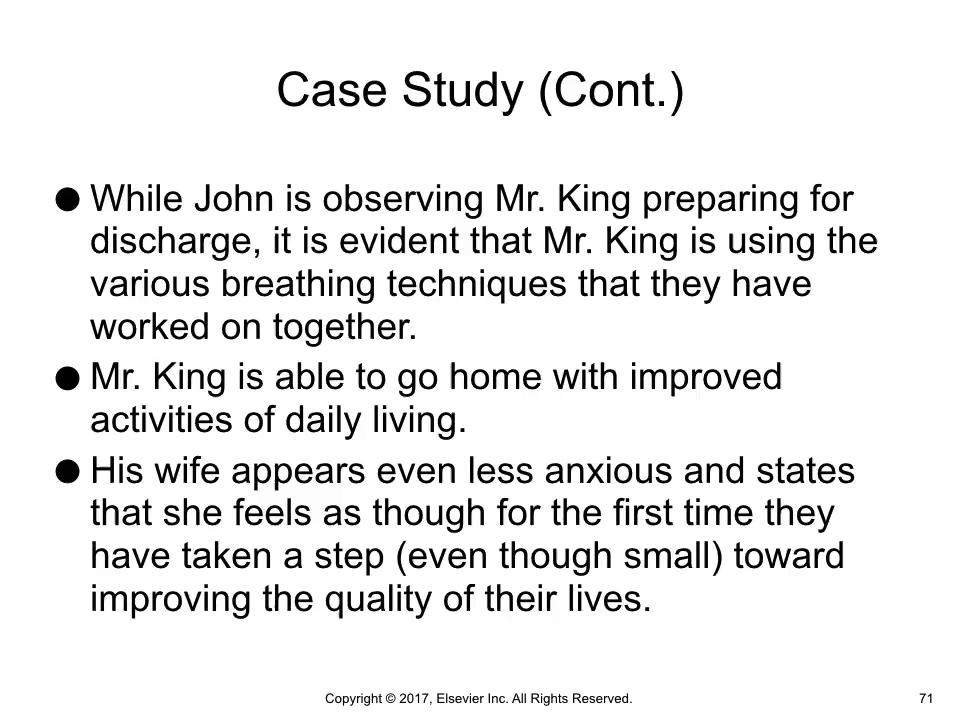 Case Study (Cont.)
● While John is observing Mr. King preparing for
discharge, it is evident that Mr. King is using the
various breathing techniques that they have
worked on together.
● Mr. King is able to go home with improved
activities of daily living.
● His wife appears even less anxious and states
that she feels as though for the first time they
have taken a step (even though small) toward
improving the quality of their lives.
Copyright © 2017, Elsevier Inc. All Rights Reserved.
71